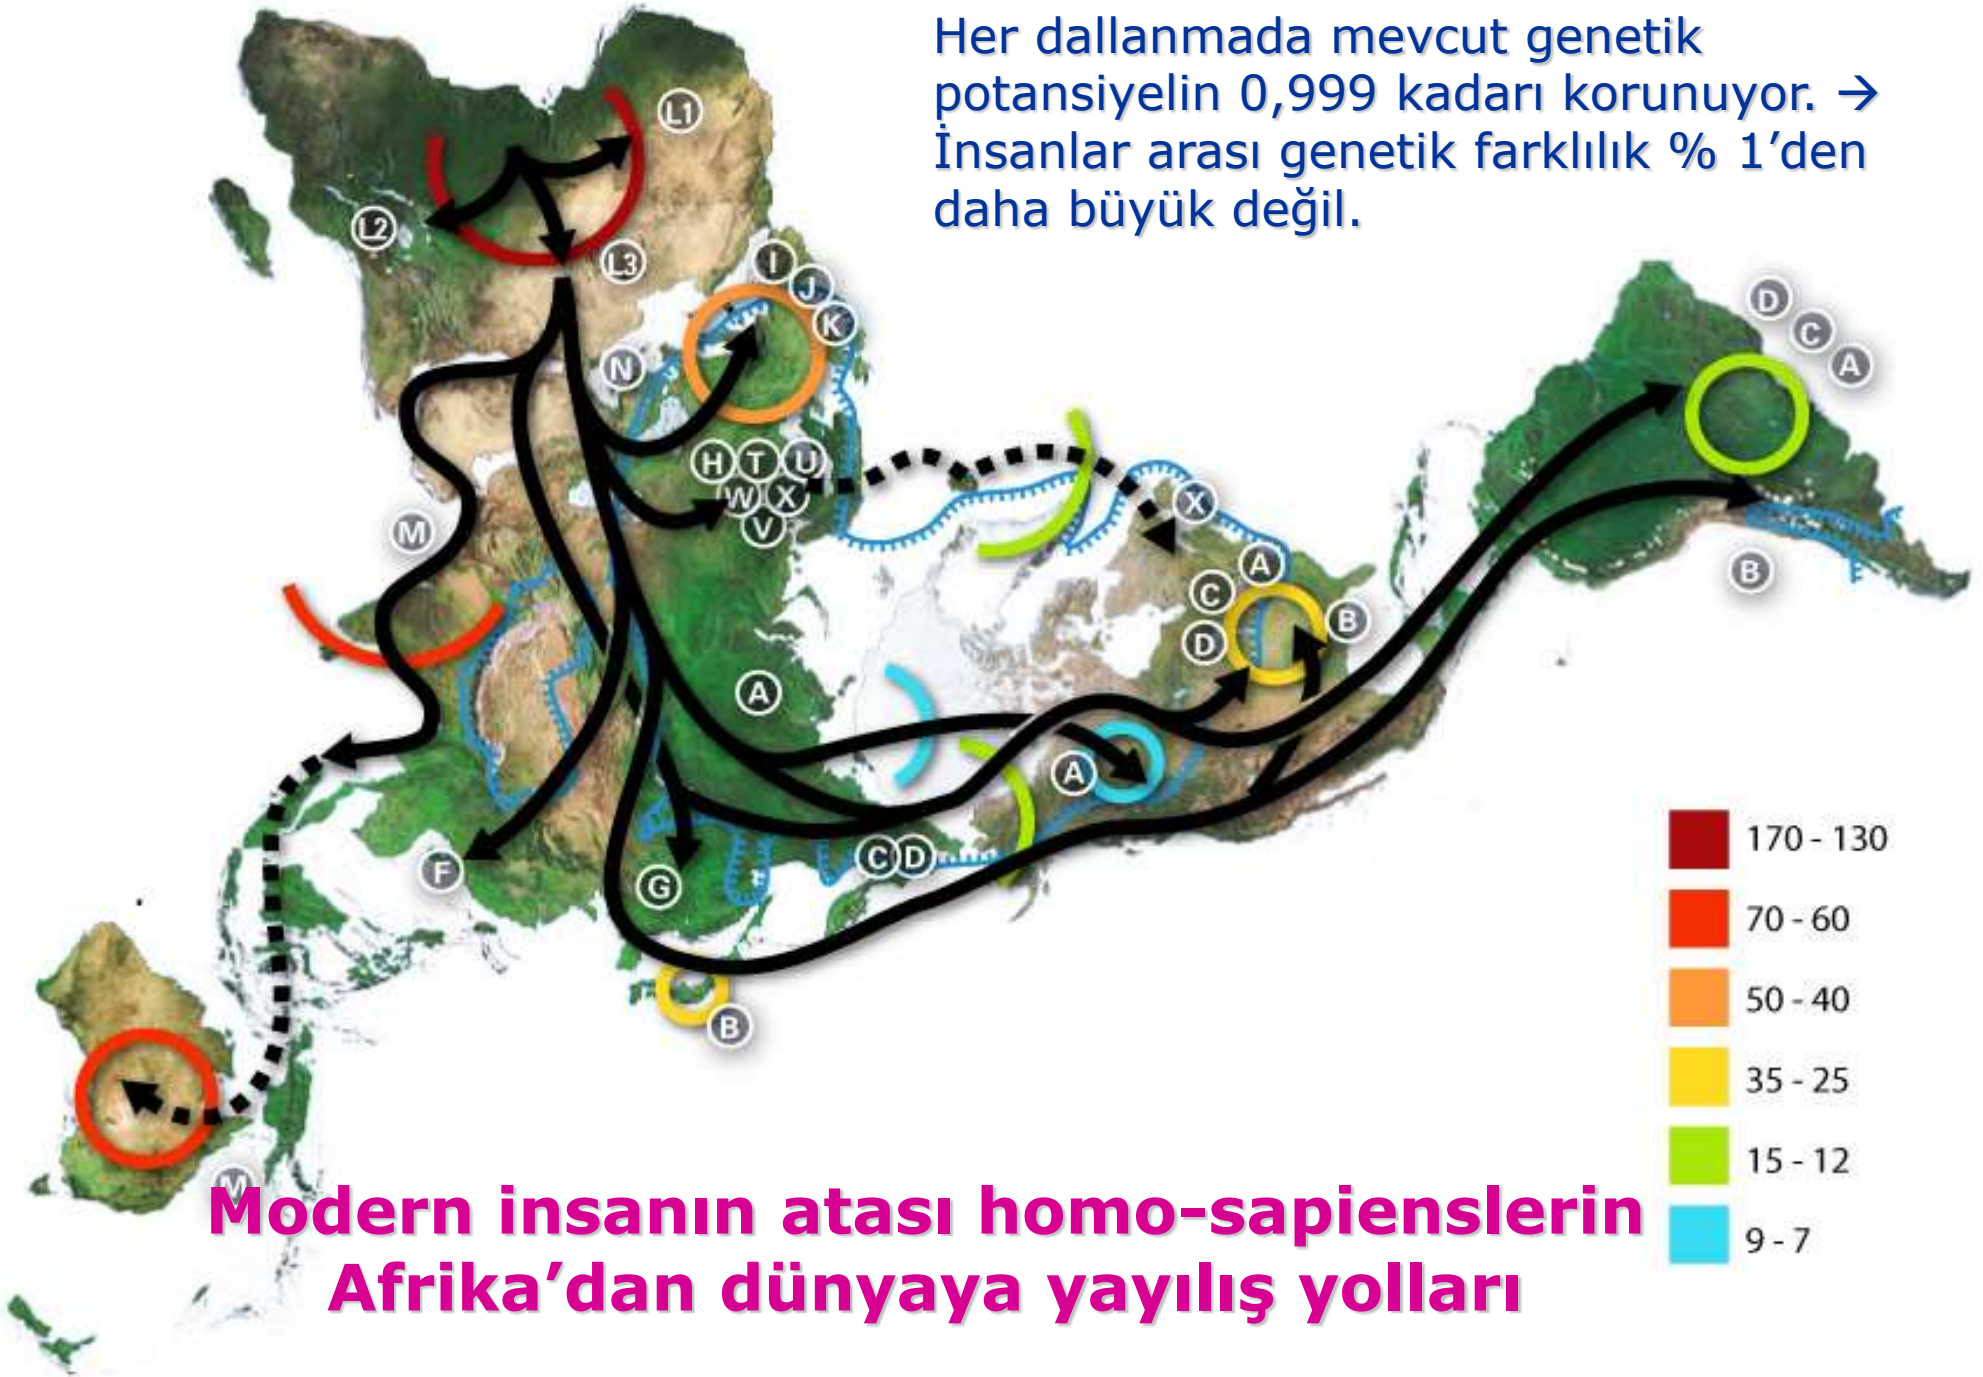 Her dallanmada mevcut genetik
potansiyelin 0,999 kadarı korunuyor. →
İnsanlar arası genetik farklılık % 1’den
daha büyük değil.
L1
L2
L3
I
J
K
N
H T U
W X
V
M
X
A
C
B
D
D
C
A
B
A
A
C D
F
G
B
M
170 - 130
70 - 60
50 - 40
35 - 25
15 - 12
9 - 7
Modern insanın atası homo-sapienslerin
Afrika’dan dünyaya yayılış yolları